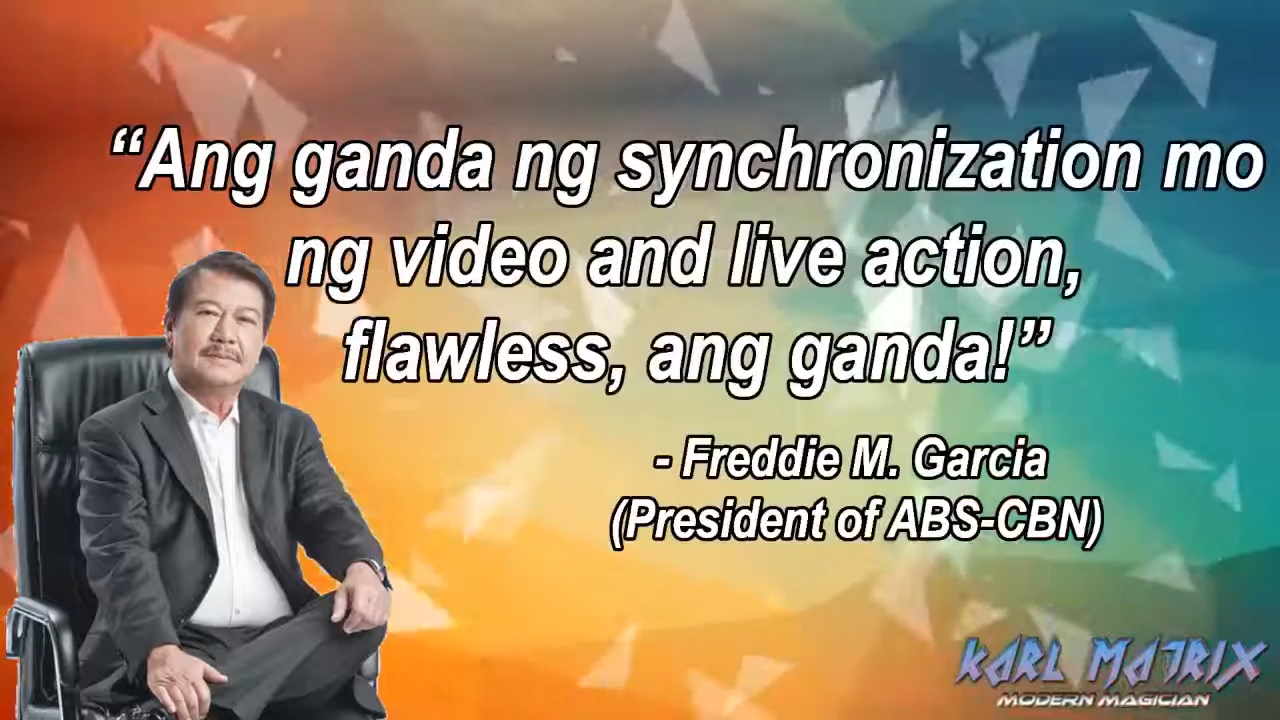 “Ang ganda ng synchronization mo
ng video and live action,
flawless, ang ganda!”
- Freddie M. Garcia
(President of ABS-CBN)
KARL MATRIX
MODERN MAGICIAN